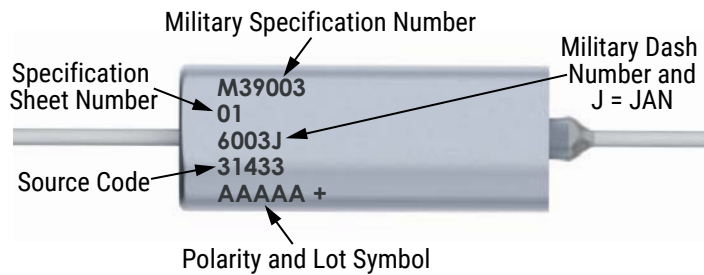 Military Specification Number
Specification
Sheet Number
Military Dash
Number and
J = JAN
M39003
01
6003J
31433
AAAAA +
Source Code
Polarity and Lot Symbol